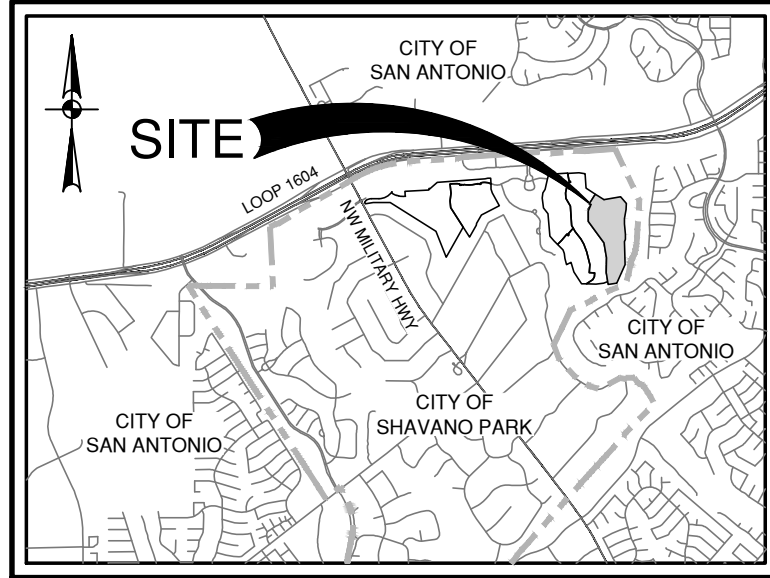 CITY OF
SAN ANTONIO
SITE
LOOP 1604
NW MILITARY HWY
CITY OF
SAN ANTONIO
CITY OF
SHAVANO PARK
CITY OF
SAN ANTONIO